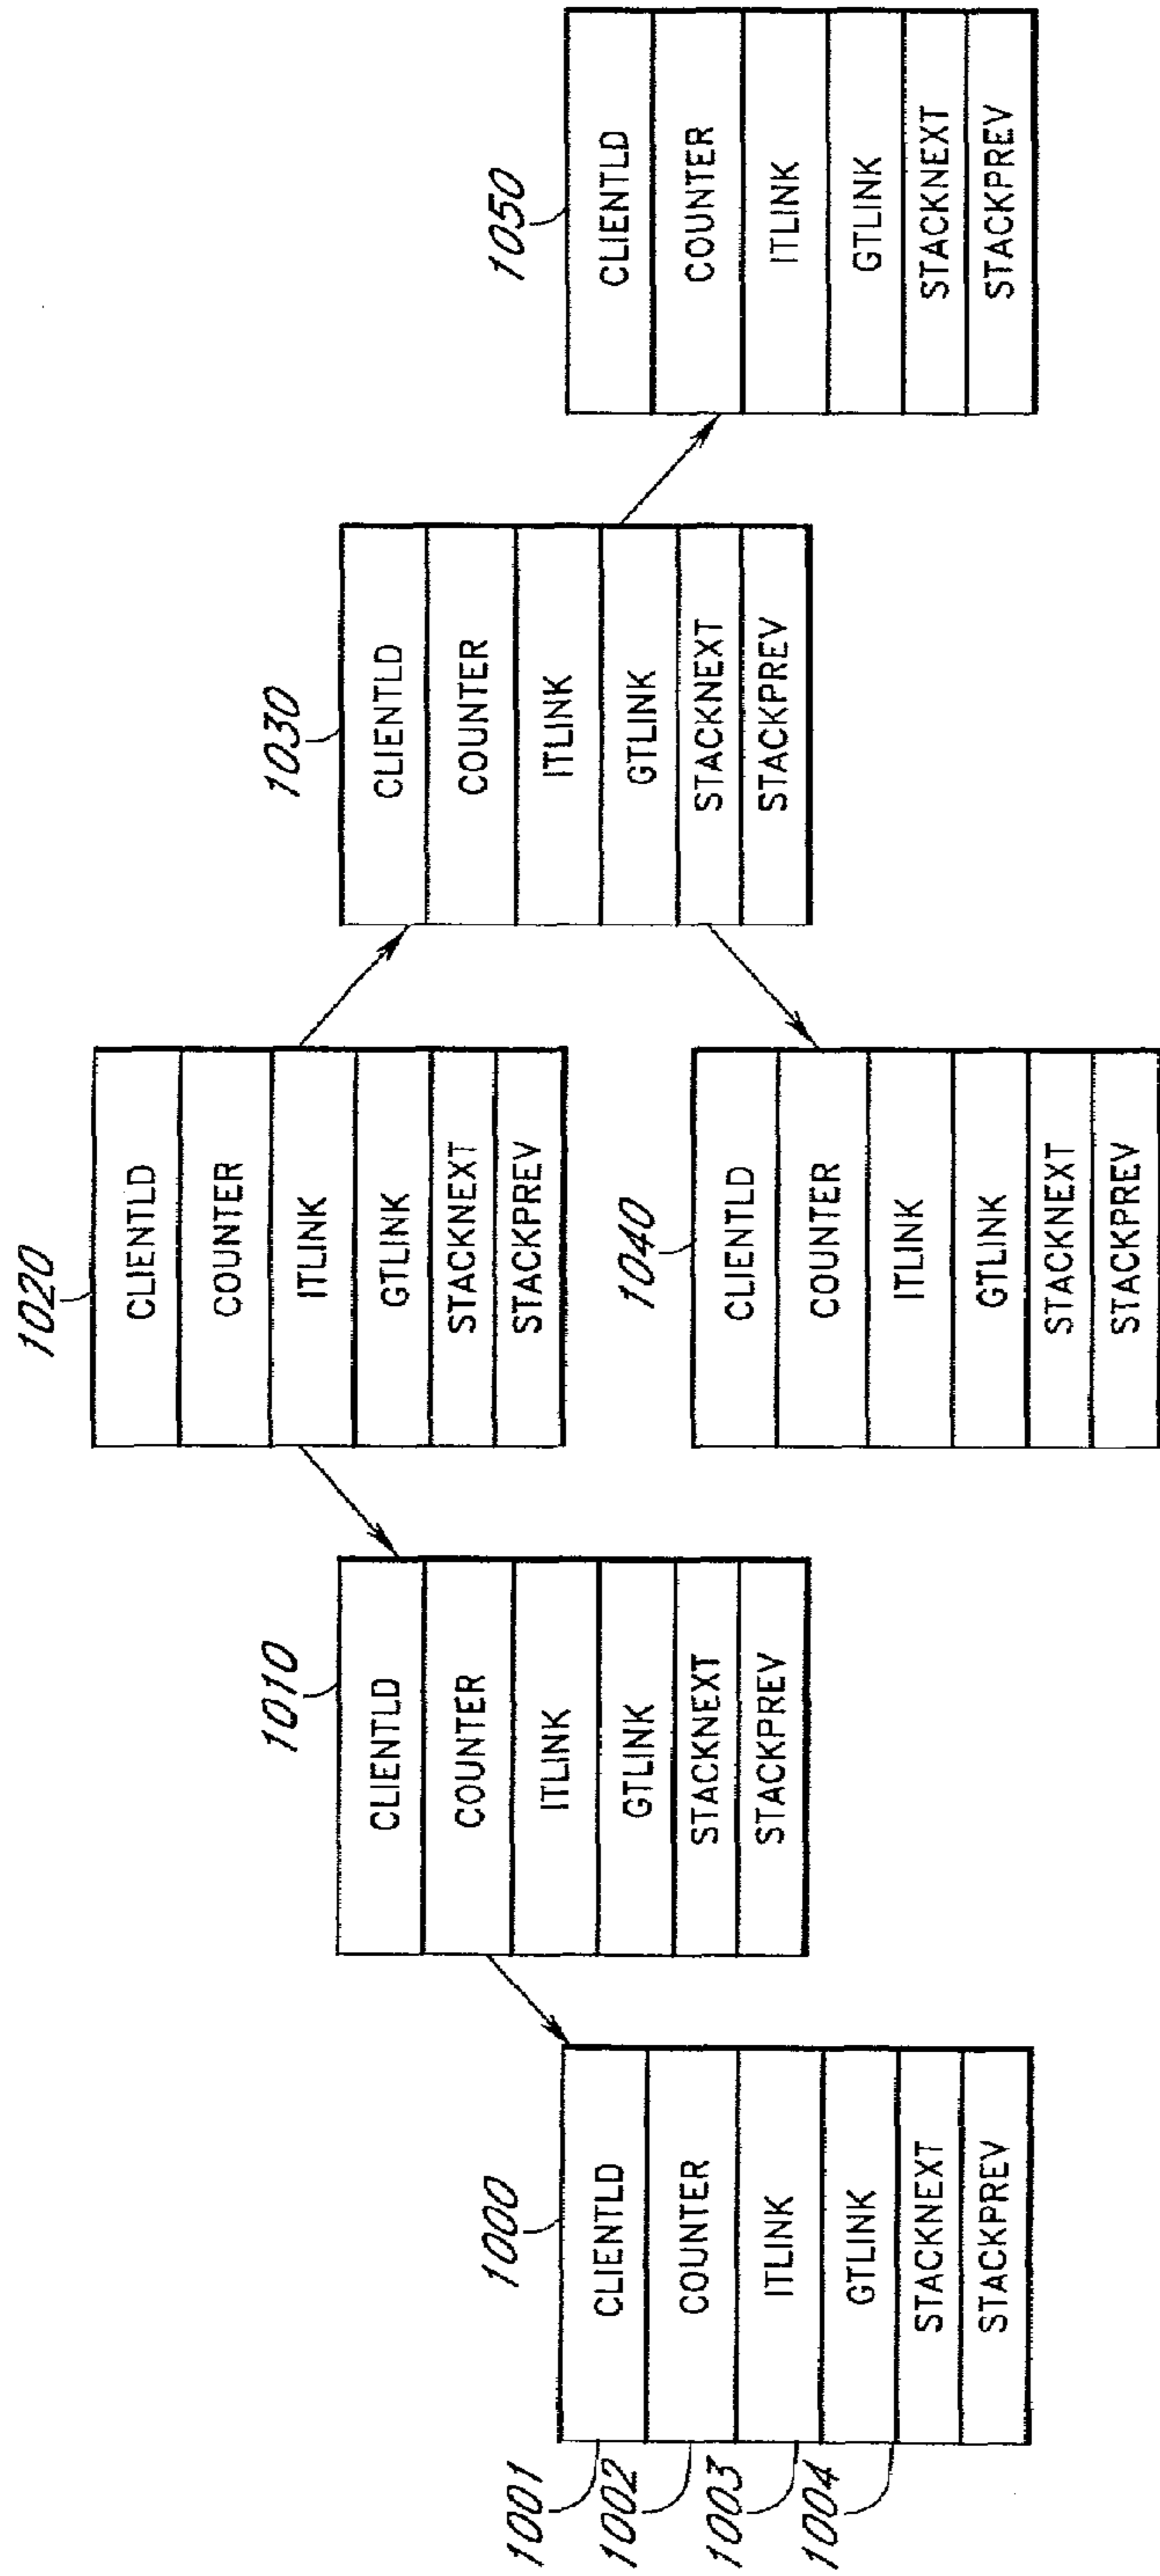 1020
CLIENTLD
COUNTER
ITLINK
GTLINK
STACKNEXT
STACKPREV
1010
CLIENTLD
COUNTER
ITLINK
GTLINK
STACKNEXT
STACKPREV
1030
CLIENTLD
COUNTER
ITLINK
GTLINK
STACKNEXT
STACKPREV
1000
1001
CLIENTLD
1002
COUNTER
1003
ITLINK
1004
GTLINK
STACKNEXT
STACKPREV
1040
CLIENTLD
COUNTER
ITLINK
GTLINK
STACKNEXT
STACKPREV
1050
CLIENTLD
COUNTER
ITLINK
GTLINK
STACKNEXT
STACKPREV